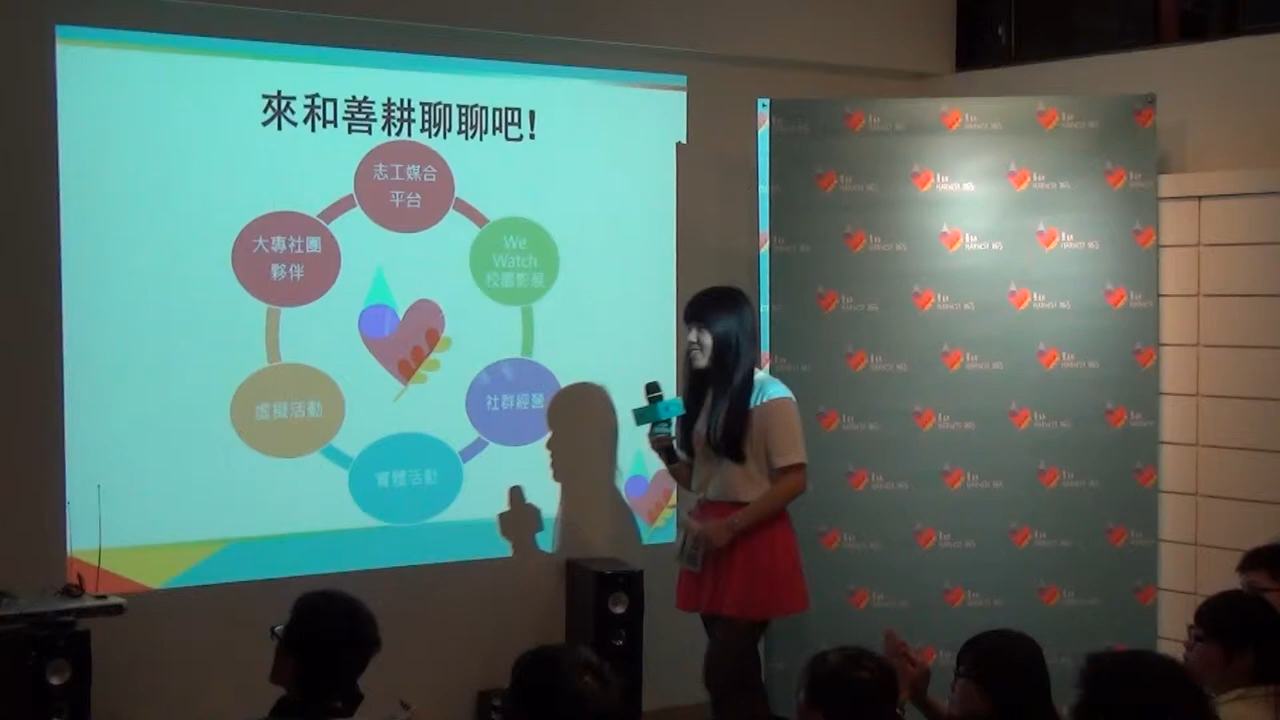 來和善耕聊聊吧!
志工媒合
平台
We
Watch
校園影展
社群經營
實體活動
虛擬活動
大專社團
夥伴